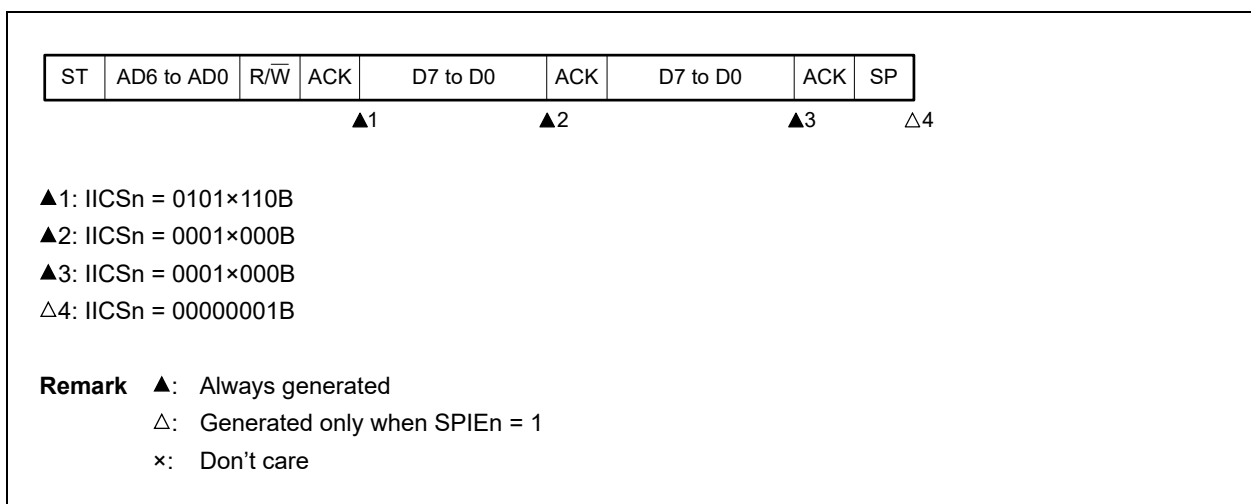 ST AD6 to AD0 R/W̅ ACK D7 to D0 ACK D7 to D0 ACK SP
▲1 ▲2 ▲3 △4
▲1: IICSn = 0101×110B
▲2: IICSn = 0001×000B
▲3: IICSn = 0001×000B
△4: IICSn = 00000001B
Remark ▲: Always generated
△: Generated only when SPIEn = 1
×: Don’t care